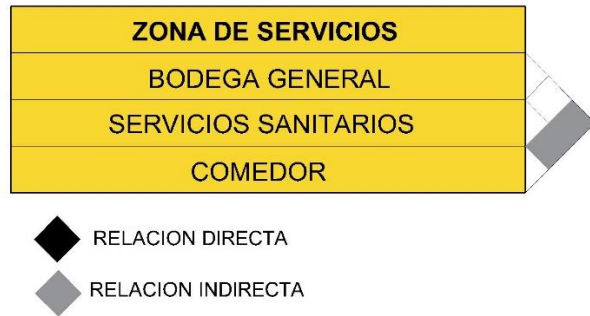 ZONA DE SERVICIOS
BODEGA GENERAL
SERVICIOS SANITARIOS
COMEDOR
RELACION DIRECTA
RELACION INDIRECTA